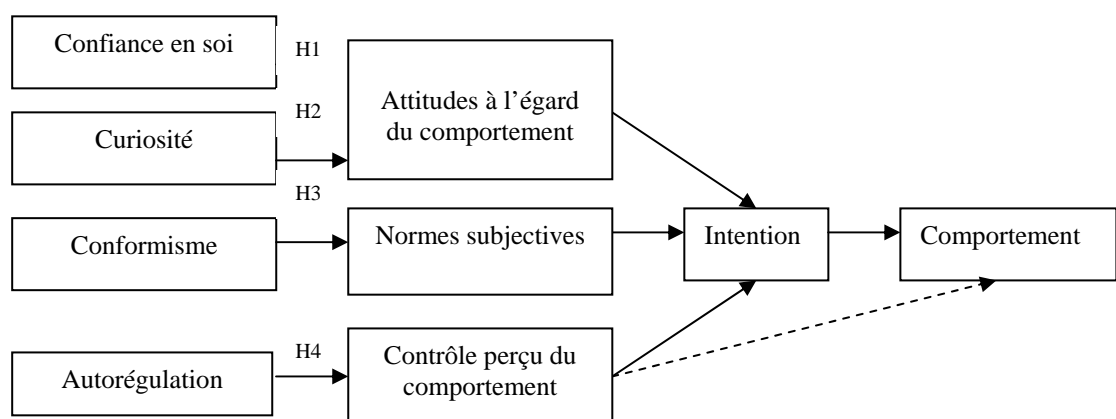 Confiance en soi
H1
Attitudes à l'égard
du comportement
H2
Curiosité
H3
Conformisme
Normes subjectives
Intention
Comportement
H4
Autorégulation
Contrôle perçu du
comportement